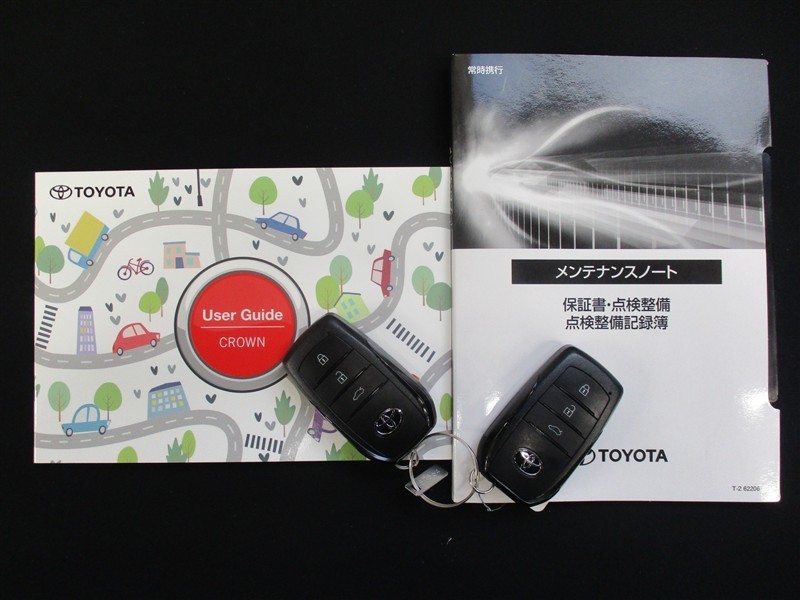 TOYOTA
User Guide
CROWN
常時携行
メンテナンスノート
保証書・点検整備
点検整備記録簿
TOYOTA
T-2 62206